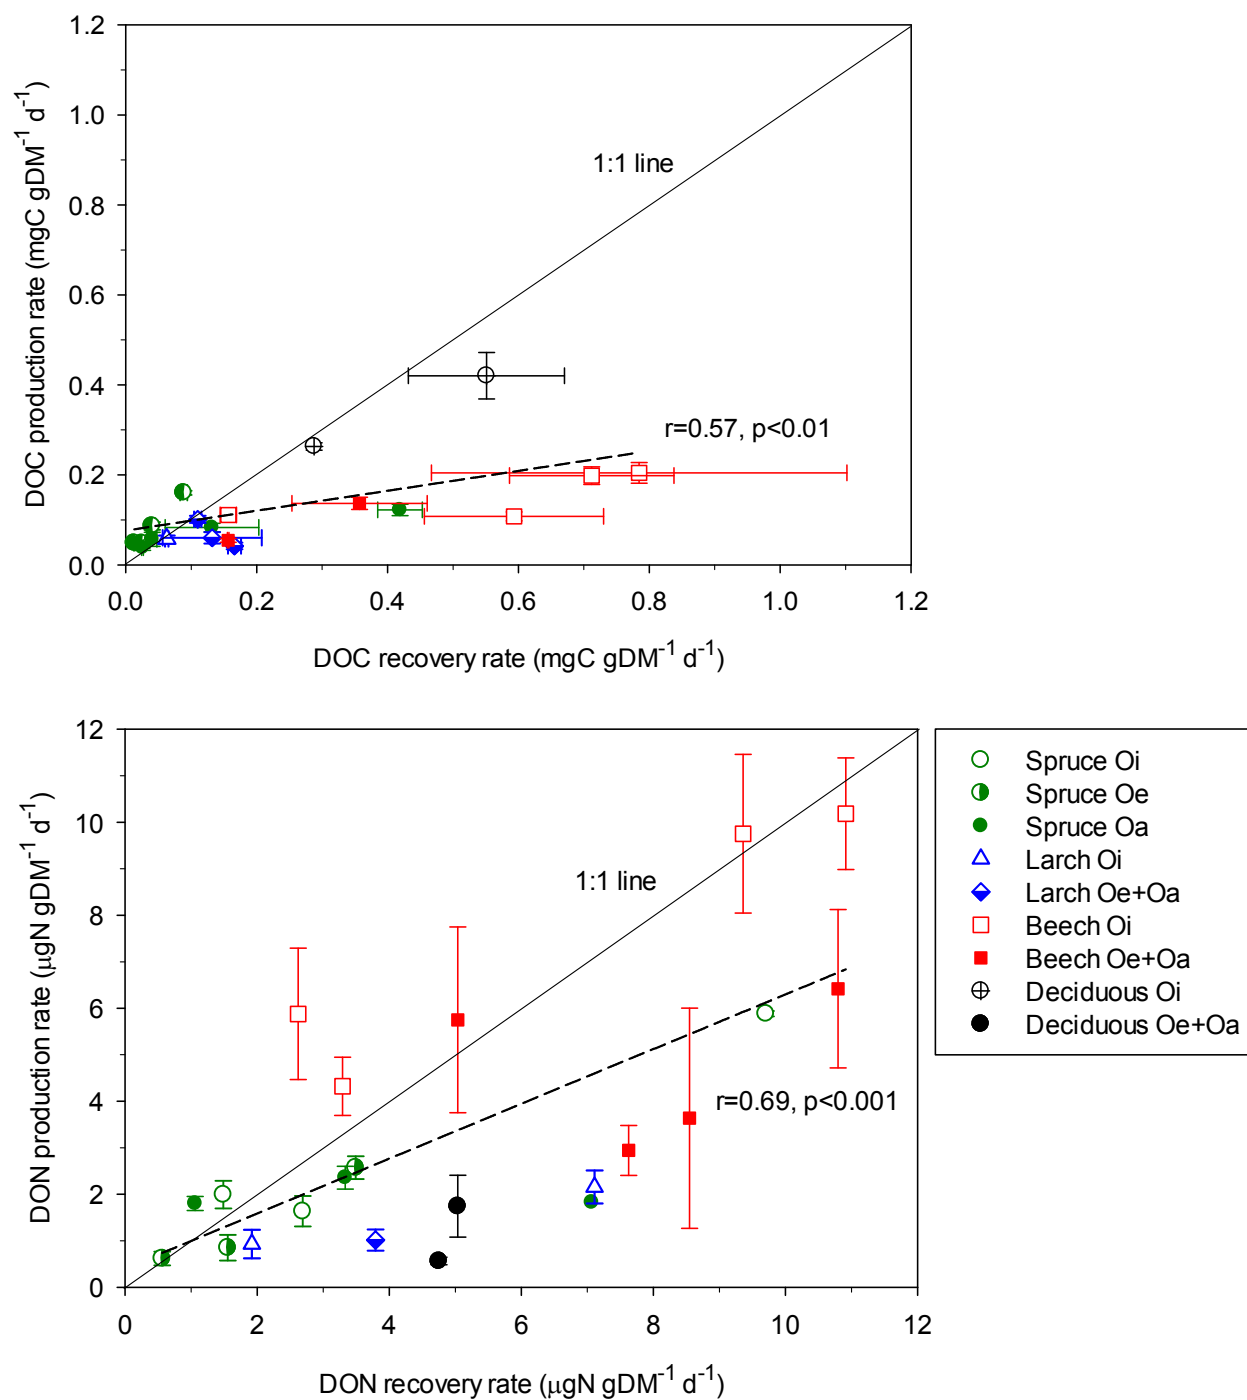 1.2
1.0
0.8
0.6
0.4
0.2
0.0
DOC production rate (mgC gDM⁻¹ d⁻¹)
1:1 line
r=0.57, p<0.01
0.0 0.2 0.4 0.6 0.8 1.0 1.2
DOC recovery rate (mgC gDM⁻¹ d⁻¹)
12
10
8
6
4
2
0
DON production rate (µgN gDM⁻¹ d⁻¹)
1:1 line
r=0.69, p<0.001
0 2 4 6 8 10 12
DON recovery rate (µgN gDM⁻¹ d⁻¹)
Spruce Oi
Spruce Oe
Spruce Oa
Larch Oi
Larch Oe+Oa
Beech Oi
Beech Oe+Oa
Deciduous Oi
Deciduous Oe+Oa